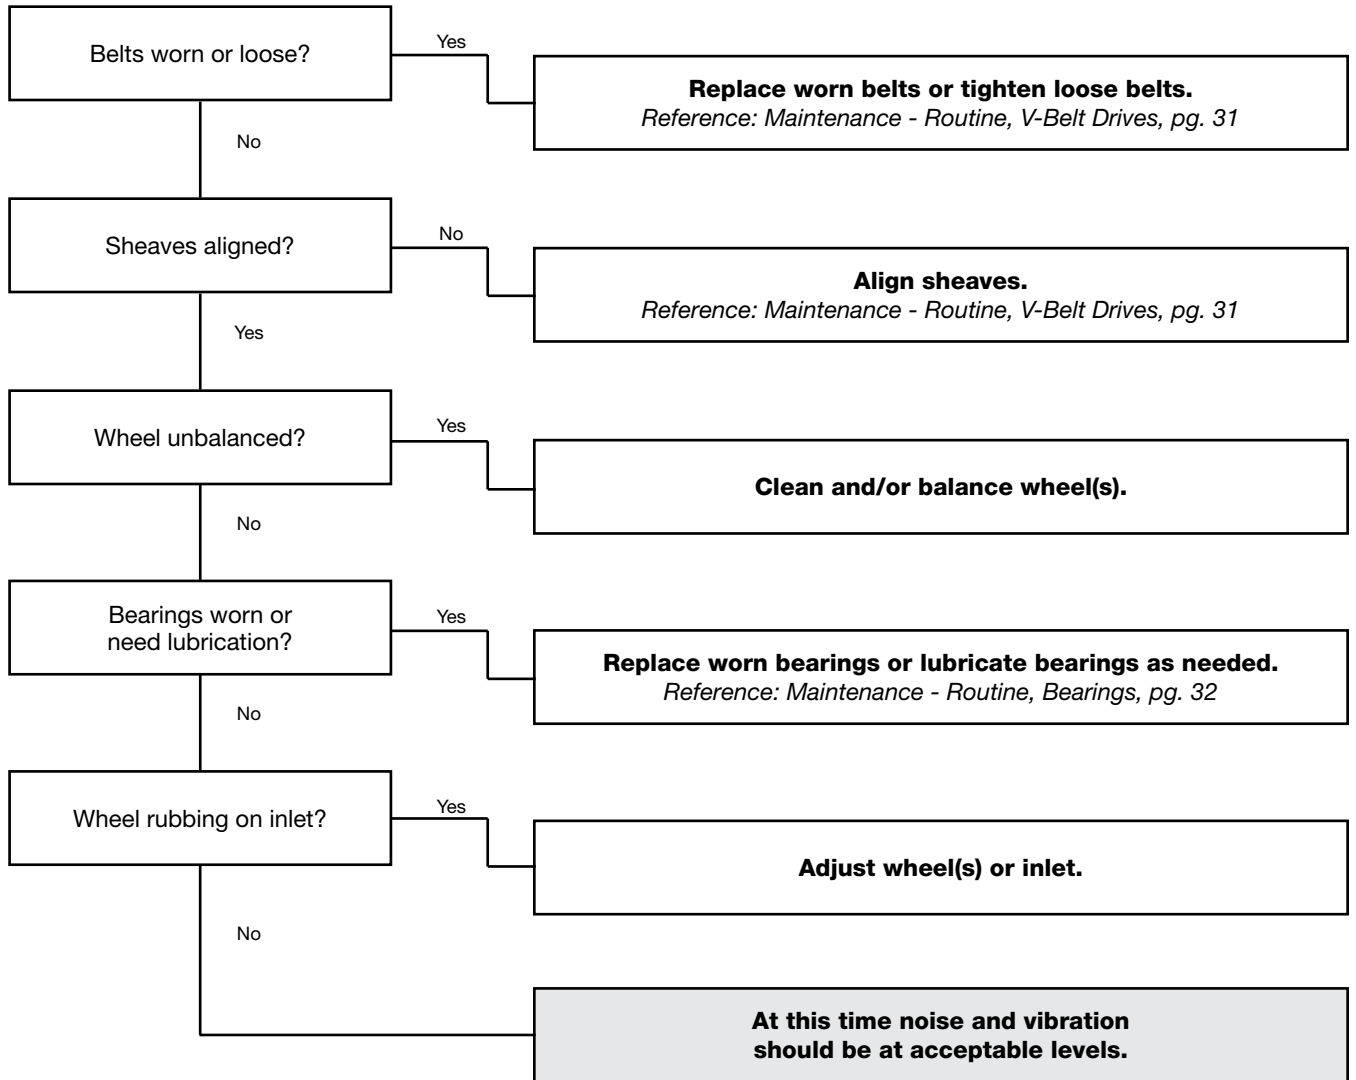 Belts worn or loose?
Yes
Replace worn belts or tighten loose belts.
Reference: Maintenance - Routine, V-Belt Drives, pg. 31
No
Sheaves aligned?
No
Align sheaves.
Reference: Maintenance - Routine, V-Belt Drives, pg. 31
Yes
Wheel unbalanced?
Yes
Clean and/or balance wheel(s).
No
Bearings worn or
need lubrication?
Yes
Replace worn bearings or lubricate bearings as needed.
Reference: Maintenance - Routine, Bearings, pg. 32
No
Wheel rubbing on inlet?
Yes
Adjust wheel(s) or inlet.
No
At this time noise and vibration
should be at acceptable levels.